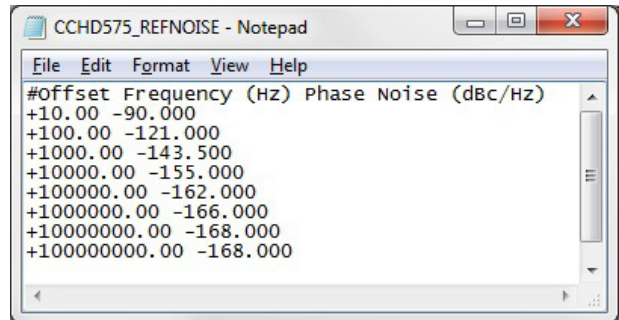 CCHD575_REFNOISE - Notepad
File Edit Format View Help
#Offset Frequency (Hz) Phase Noise (dBc/Hz)
+10.00 -90.000
+100.00 -121.000
+1000.00 -143.500
+10000.00 -155.000
+100000.00 -162.000
+1000000.00 -166.000
+10000000.00 -168.000
+100000000.00 -168.000